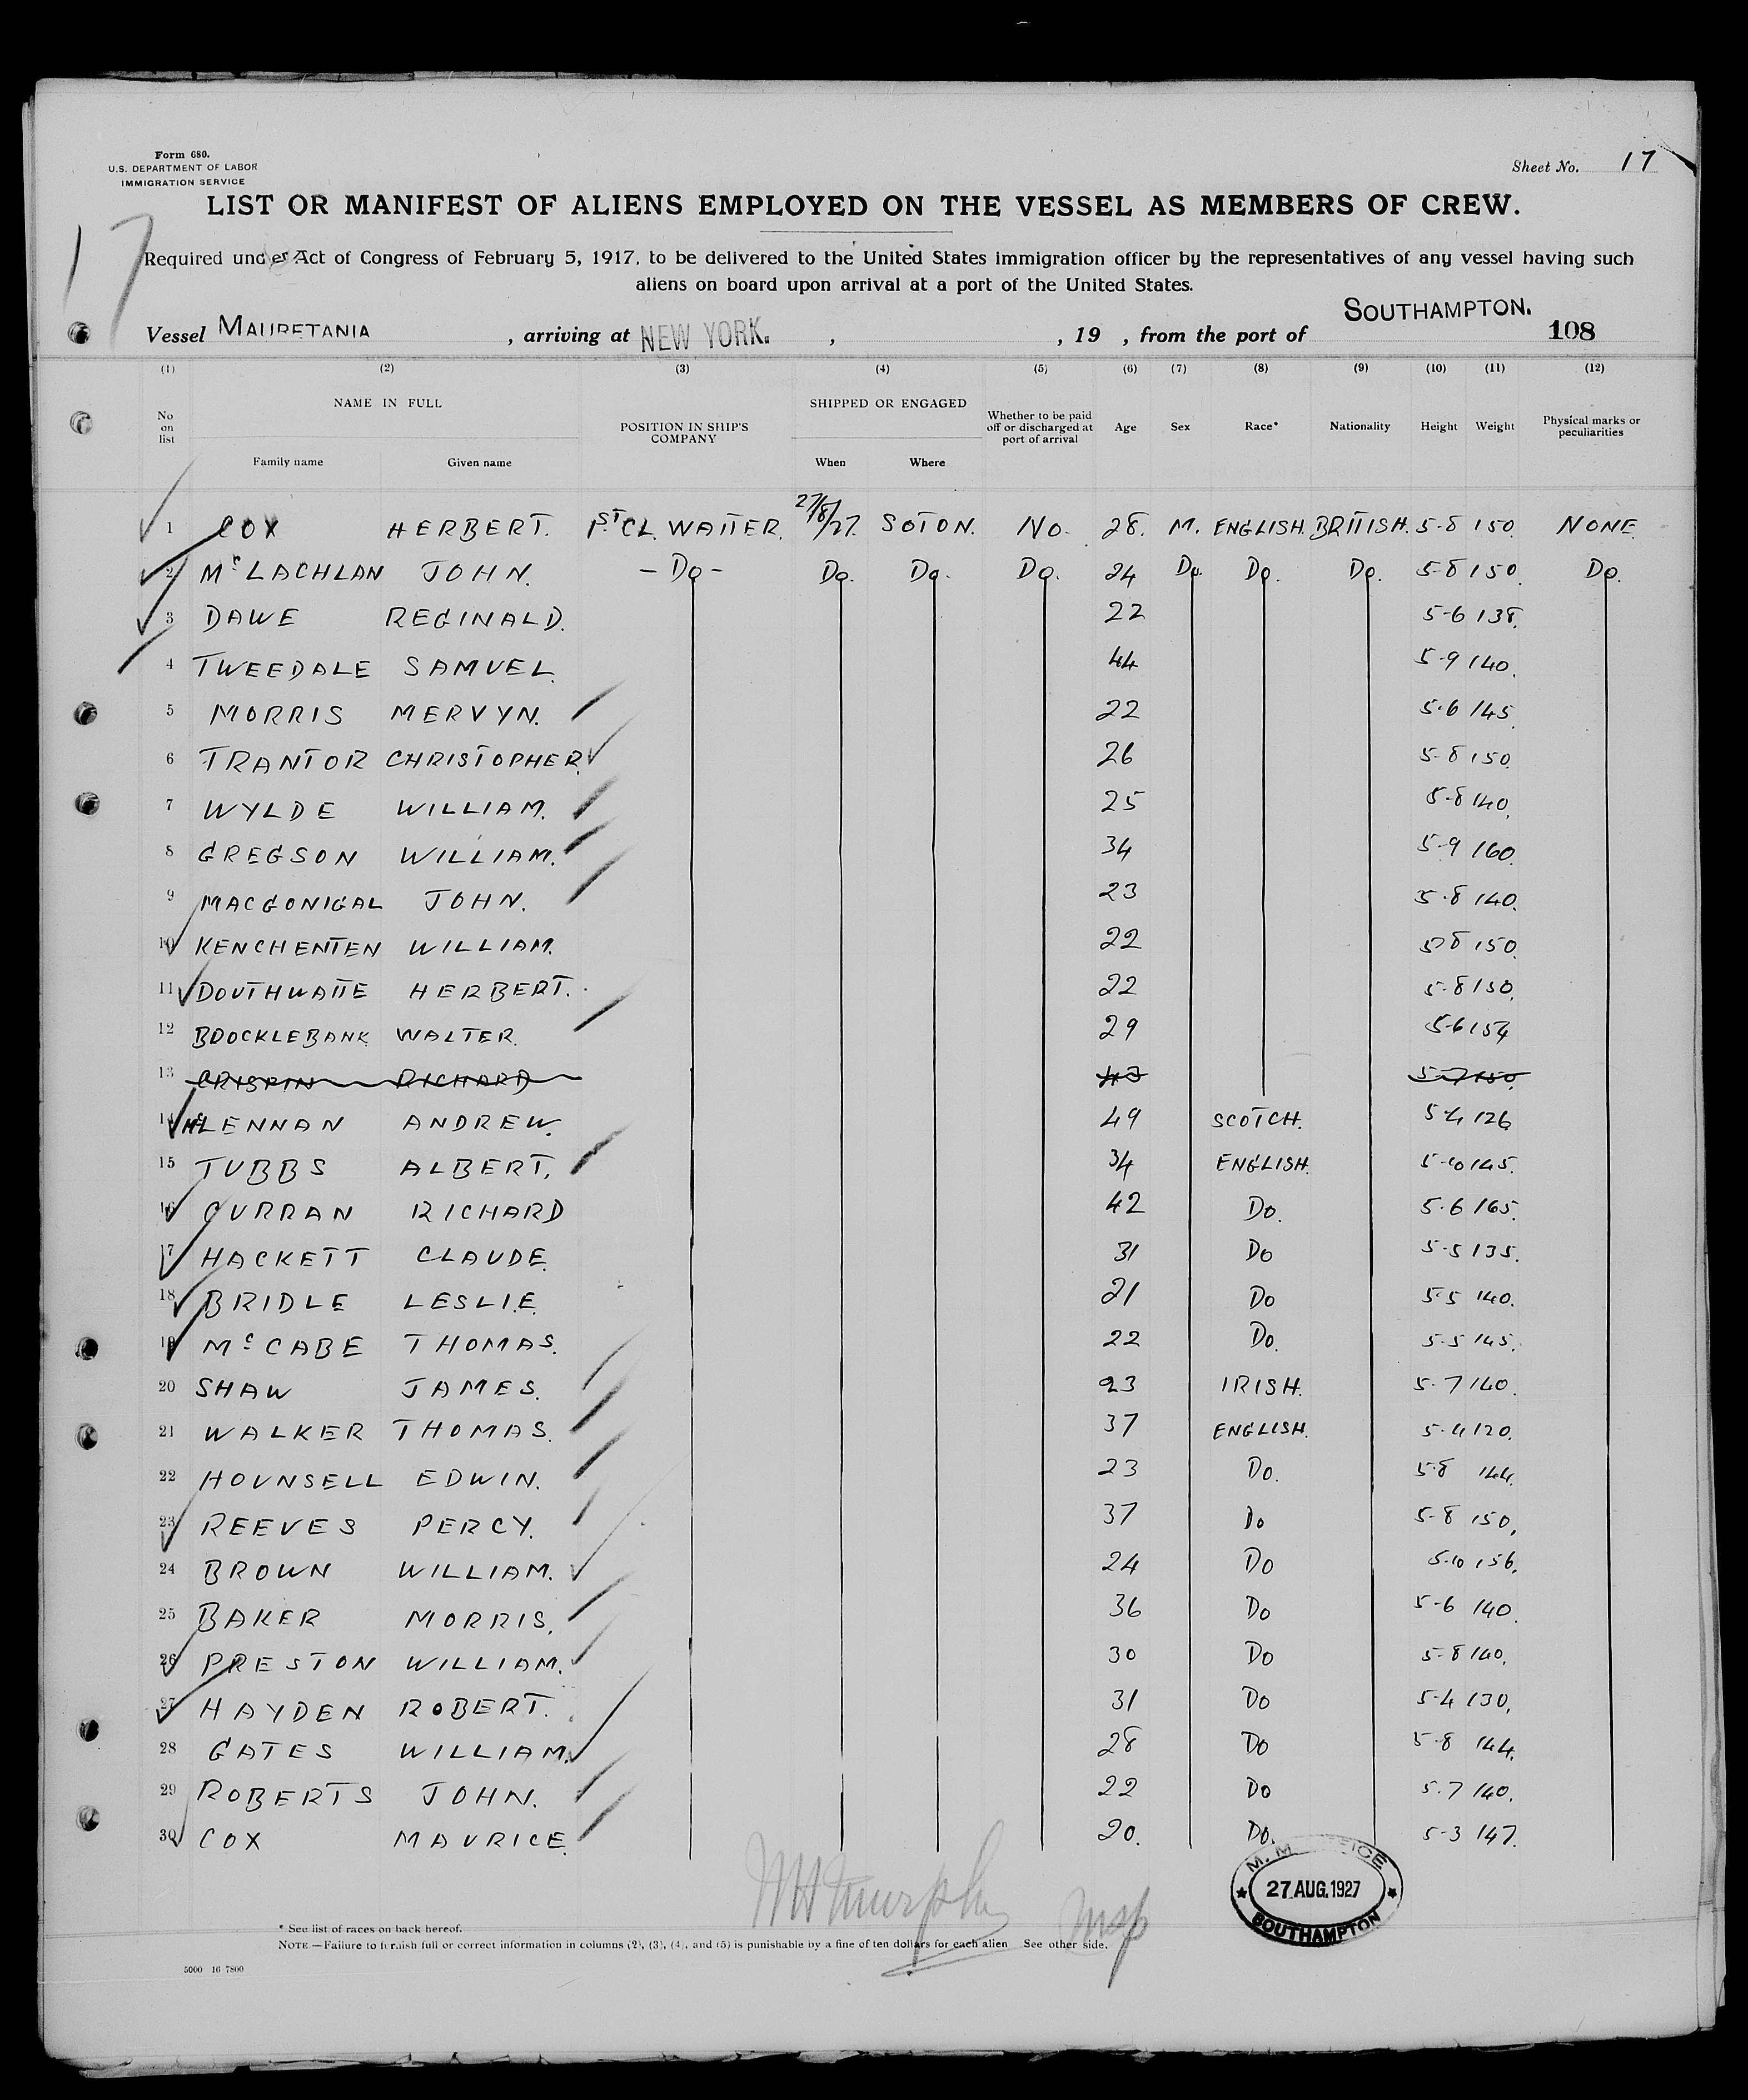 Form 680.
U.S. DEPARTMENT OF LABOR
IMMIGRATION SERVICE
Sheet No. 17
LIST OR MANIFEST OF ALIENS EMPLOYED ON THE VESSEL AS MEMBERS OF CREW.
17
Required under Act of Congress of February 5, 1917, to be delivered to the United States immigration officer by the representatives of any vessel having such
aliens on board upon arrival at a port of the United States.
Vessel MAURETANIA , arriving at NEW YORK. , , 19 , from the port of SOUTHAMPTON. 108
(1) (2) (3) (4) (5) (6) (7) (8) (9) (10) (11) (12)
No on list NAME IN FULL Family name Given name POSITION IN SHIP'S COMPANY SHIPPED OR ENGAGED When Where Whether to be paid off or discharged at port of arrival Age Sex Race* Nationality Height Weight Physical marks or peculiarities
1 COX HERBERT. 1ST CL. WAITER. 27/8/27. SOTON. No. 28. M. ENGLISH. BRITISH. 5-8 150. NONE.
2 McLACHLAN JOHN. - Do - Do. Do. Do. 24 Do. Do. Do. 5-8 150. Do.
3 DAWE REGINALD. 22 5-6 138.
4 TWEEDALE SAMUEL. 44 5-9 140.
5 MORRIS MERVYN. 22 5-6 145.
6 TRANTOR CHRISTOPHER. 26 5-8 150.
7 WYLDE WILLIAM. 25 5-8 140.
8 GREGSON WILLIAM. 34 5-9 160.
9 MACGONIGAL JOHN. 23 5-8 140.
10 KENCHENTEN WILLIAM. 22 5-8 150.
11 DOUTHWAITE HERBERT. 22 5-8 150.
12 BDOCKLEBANK WALTER. 29 5-6 154
13 CRISPIN RICHARD 43 5-7 150.
14 McLENNAN ANDREW. 49 SCOTCH. 5-4 126
15 TUBBS ALBERT. 34 ENGLISH. 5-10 145.
16 CURRAN RICHARD 42 Do. 5-6 165.
17 HACKETT CLAUDE. 31 Do 5-5 135.
18 BRIDLE LESLIE. 21 Do 5-5 140.
19 McCABE THOMAS. 22 Do. 5-5 145.
20 SHAW JAMES. 23 IRISH. 5-7 140.
21 WALKER THOMAS. 37 ENGLISH. 5-4 120.
22 HOUNSELL EDWIN. 23 Do. 5-8 144.
23 REEVES PERCY. 37 Do 5-8 150.
24 BROWN WILLIAM. 24 Do 5-10 156.
25 BAKER MORRIS. 36 Do 5-6 140.
26 PRESTON WILLIAM. 30 Do 5-8 140.
27 HAYDEN ROBERT. 31 Do 5-4 130.
28 GATES WILLIAM. 28 Do 5-8 144.
29 ROBERTS JOHN. 22 Do 5-7 140.
30 COX MAURICE. 20. Do. 5-3 147.
27 AUG. 1927
SOUTHAMPTON
* See list of races on back hereof.
NOTE —Failure to furnish full or correct information in columns (2), (3), (4), and (5) is punishable by a fine of ten dollars for each alien See other side.
5000 16 7800